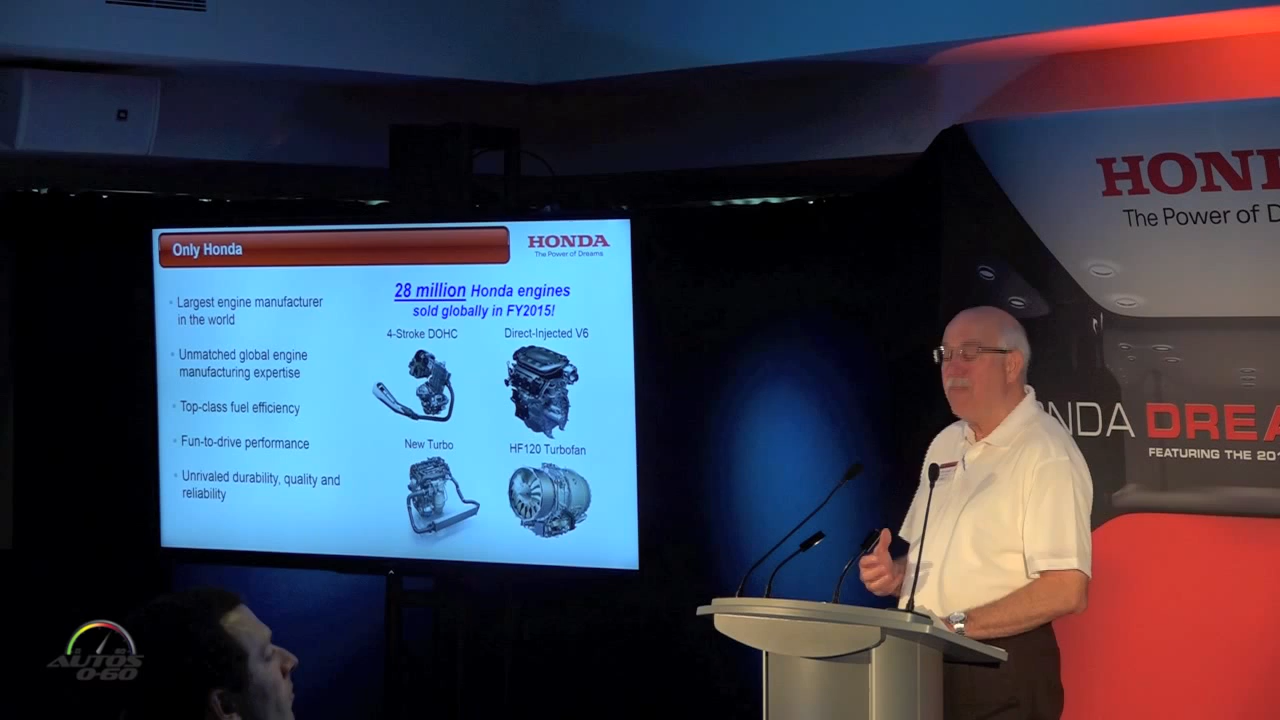 Only Honda
HONDA
The Power of Dreams
Largest engine manufacturer
in the world
Unmatched global engine
manufacturing expertise
Top-class fuel efficiency
Fun-to-drive performance
Unrivaled durability, quality and
reliability
28 million Honda engines
sold globally in FY2015!
4-Stroke DOHC
Direct-Injected V6
New Turbo
HF120 Turbofan
HON
The Power of D
NDA DREA
FEATURING THE 201
AUTOS
0-60